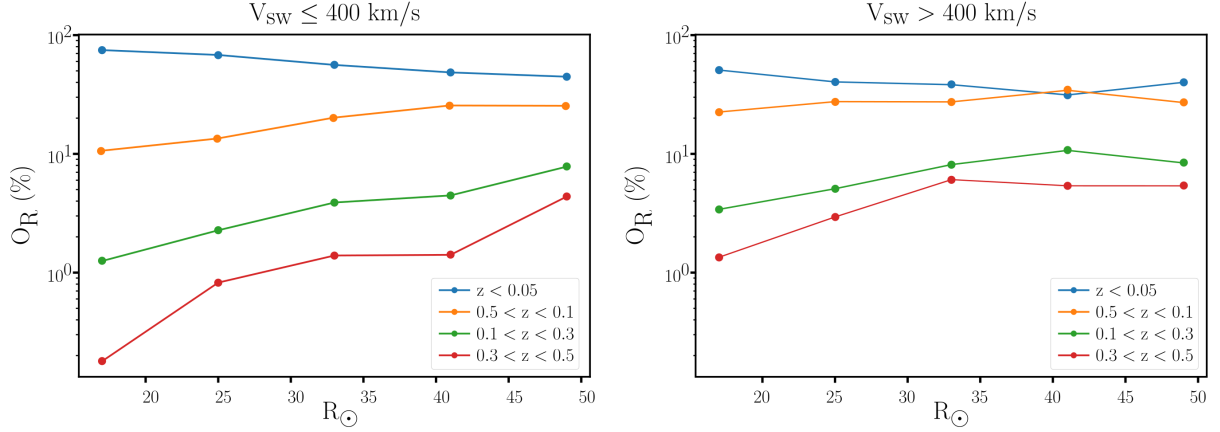 V_SW ≤ 400 km/s
10^2
10^1
10^0
O_R (%)
20 25 30 35 40 45 50
R_⊙
z < 0.05
0.5 < z < 0.1
0.1 < z < 0.3
0.3 < z < 0.5
V_SW > 400 km/s
10^2
10^1
10^0
O_R (%)
20 25 30 35 40 45 50
R_⊙
z < 0.05
0.5 < z < 0.1
0.1 < z < 0.3
0.3 < z < 0.5